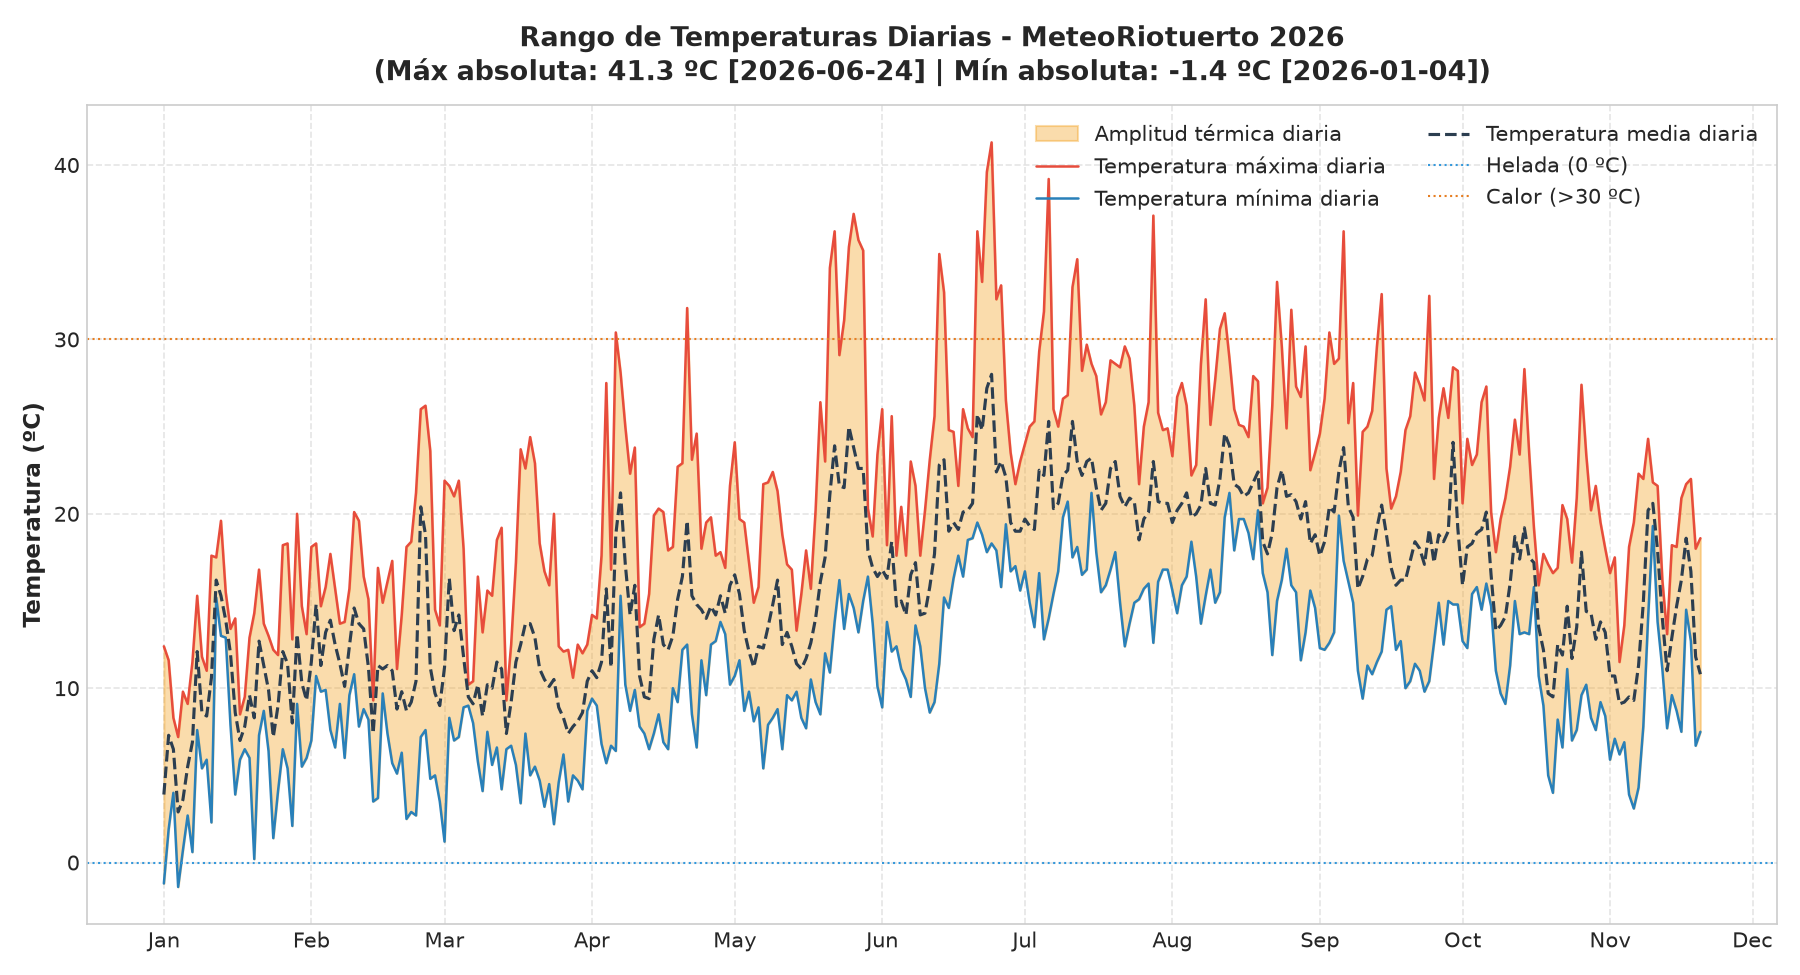 Rango de Temperaturas Diarias - MeteoRiotuerto 2026
(Máx absoluta: 41.3 ºC [2026-06-24] | Mín absoluta: -1.4 ºC [2026-01-04])
Amplitud térmica diaria
Temperatura máxima diaria
Temperatura mínima diaria
Temperatura media diaria
Helada (0 ºC)
Calor (>30 ºC)
Temperatura (ºC)
40
30
20
10
0
Jan Feb Mar Apr May Jun Jul Aug Sep Oct Nov Dec